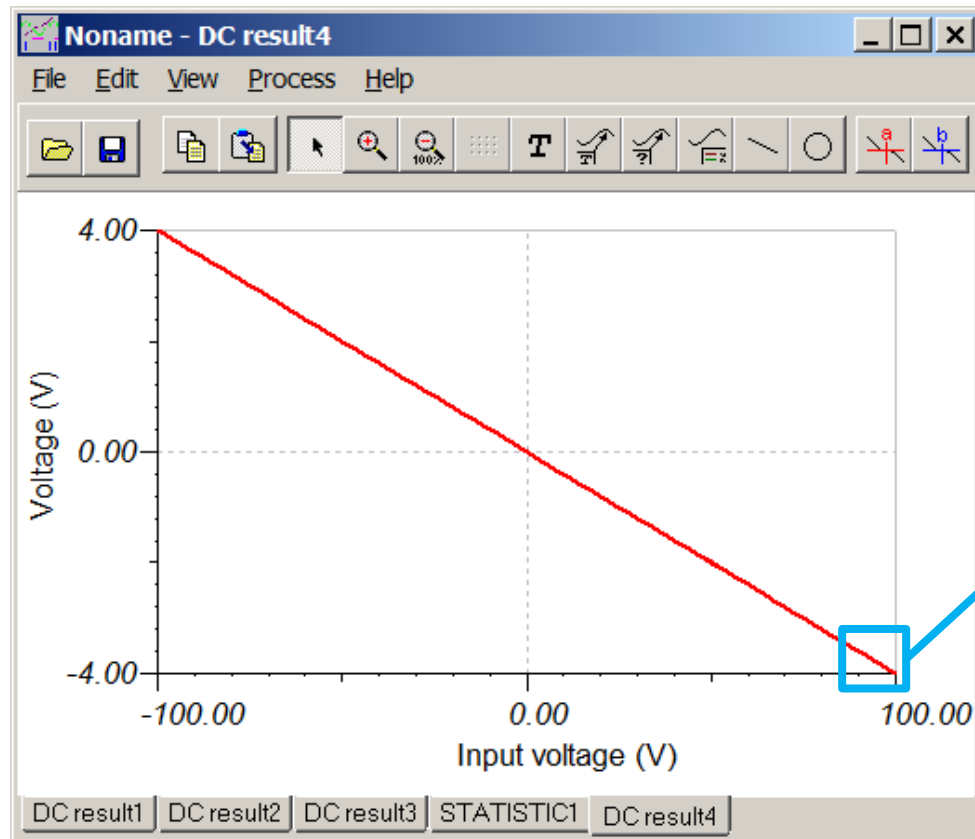 Noname - DC result4
File Edit View Process Help
100% T T ? =x a b
4.00
0.00
-4.00
Voltage (V)
-100.00 0.00 100.00
Input voltage (V)
DC result1 DC result2 DC result3 STATISTIC1 DC result4